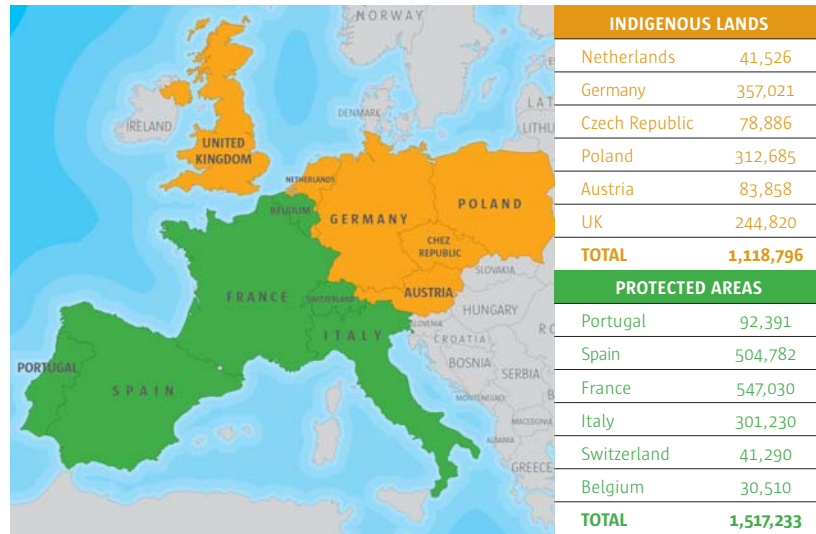 NORWAY
DENMARK
LAT
LITHU
IRELAND
UNITED
KINGDOM
NETHERLANDS
BELGIUM
GERMANY
POLAND
CHEZ
REPUBLIC
SLOVAKIA
AUSTRIA
FRANCE
SWITZERLAND
HUNGARY
SLOVENIA
ITALY
CROATIA
RO
BOSNIA
SERBIA
PORTUGAL
SPAIN
MONTENEGRO
B
MACEDONIA
ALBANIA
GREECE
INDIGENOUS LANDS
Netherlands 41,526
Germany 357,021
Czech Republic 78,886
Poland 312,685
Austria 83,858
UK 244,820
TOTAL 1,118,796
PROTECTED AREAS
Portugal 92,391
Spain 504,782
France 547,030
Italy 301,230
Switzerland 41,290
Belgium 30,510
TOTAL 1,517,233